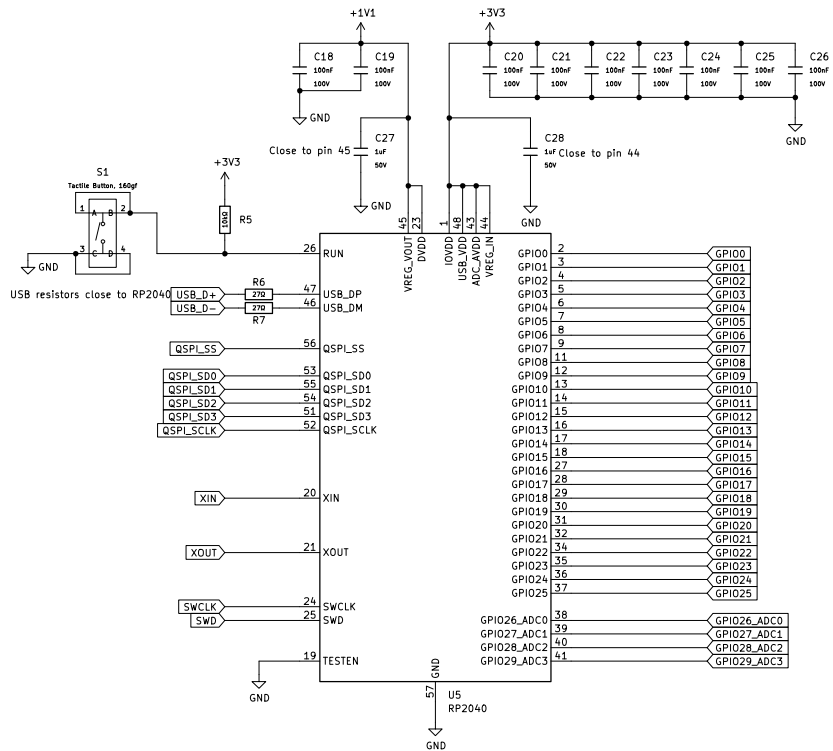 +1V1
+3V3
C18
100nF
100V
C19
100nF
100V
C20
100nF
100V
C21
100nF
100V
C22
100nF
100V
C23
100nF
100V
C24
100nF
100V
C25
100nF
100V
C26
100nF
100V
GND
GND
Close to pin 45
C27
1uF
50V
C28
1uF
50V
Close to pin 44
GND
GND
S1
Tactile Button, 160gf
1
A
B
2
3
C
D
4
GND
+3V3
10kΩ
R5
45
23
1
48
43
44
VREG_VOUT
DVDD
IOVDD
USB_VDD
ADC_AVDD
VREG_IN
26
RUN
USB resistors close to RP2040
USB_D+
R6
27Ω
47
USB_DP
USB_D-
27Ω
R7
46
USB_DM
QSPI_SS
56
QSPI_SS
QSPI_SD0
53
QSPI_SD0
QSPI_SD1
55
QSPI_SD1
QSPI_SD2
54
QSPI_SD2
QSPI_SD3
51
QSPI_SD3
QSPI_SCLK
52
QSPI_SCLK
XIN
20
XIN
XOUT
21
XOUT
SWCLK
24
SWCLK
SWD
25
SWD
19
TESTEN
GND
GPIO0
2
GPIO0
GPIO1
3
GPIO1
GPIO2
4
GPIO2
GPIO3
5
GPIO3
GPIO4
6
GPIO4
GPIO5
7
GPIO5
GPIO6
8
GPIO6
GPIO7
9
GPIO7
GPIO8
11
GPIO8
GPIO9
12
GPIO9
GPIO10
13
GPIO10
GPIO11
14
GPIO11
GPIO12
15
GPIO12
GPIO13
16
GPIO13
GPIO14
17
GPIO14
GPIO15
18
GPIO15
GPIO16
27
GPIO16
GPIO17
28
GPIO17
GPIO18
29
GPIO18
GPIO19
30
GPIO19
GPIO20
31
GPIO20
GPIO21
32
GPIO21
GPIO22
34
GPIO22
GPIO23
35
GPIO23
GPIO24
36
GPIO24
GPIO25
37
GPIO25
GPIO26_ADC0
38
GPIO26_ADC0
GPIO27_ADC1
39
GPIO27_ADC1
GPIO28_ADC2
40
GPIO28_ADC2
GPIO29_ADC3
41
GPIO29_ADC3
GND
57
U5
RP2040
GND